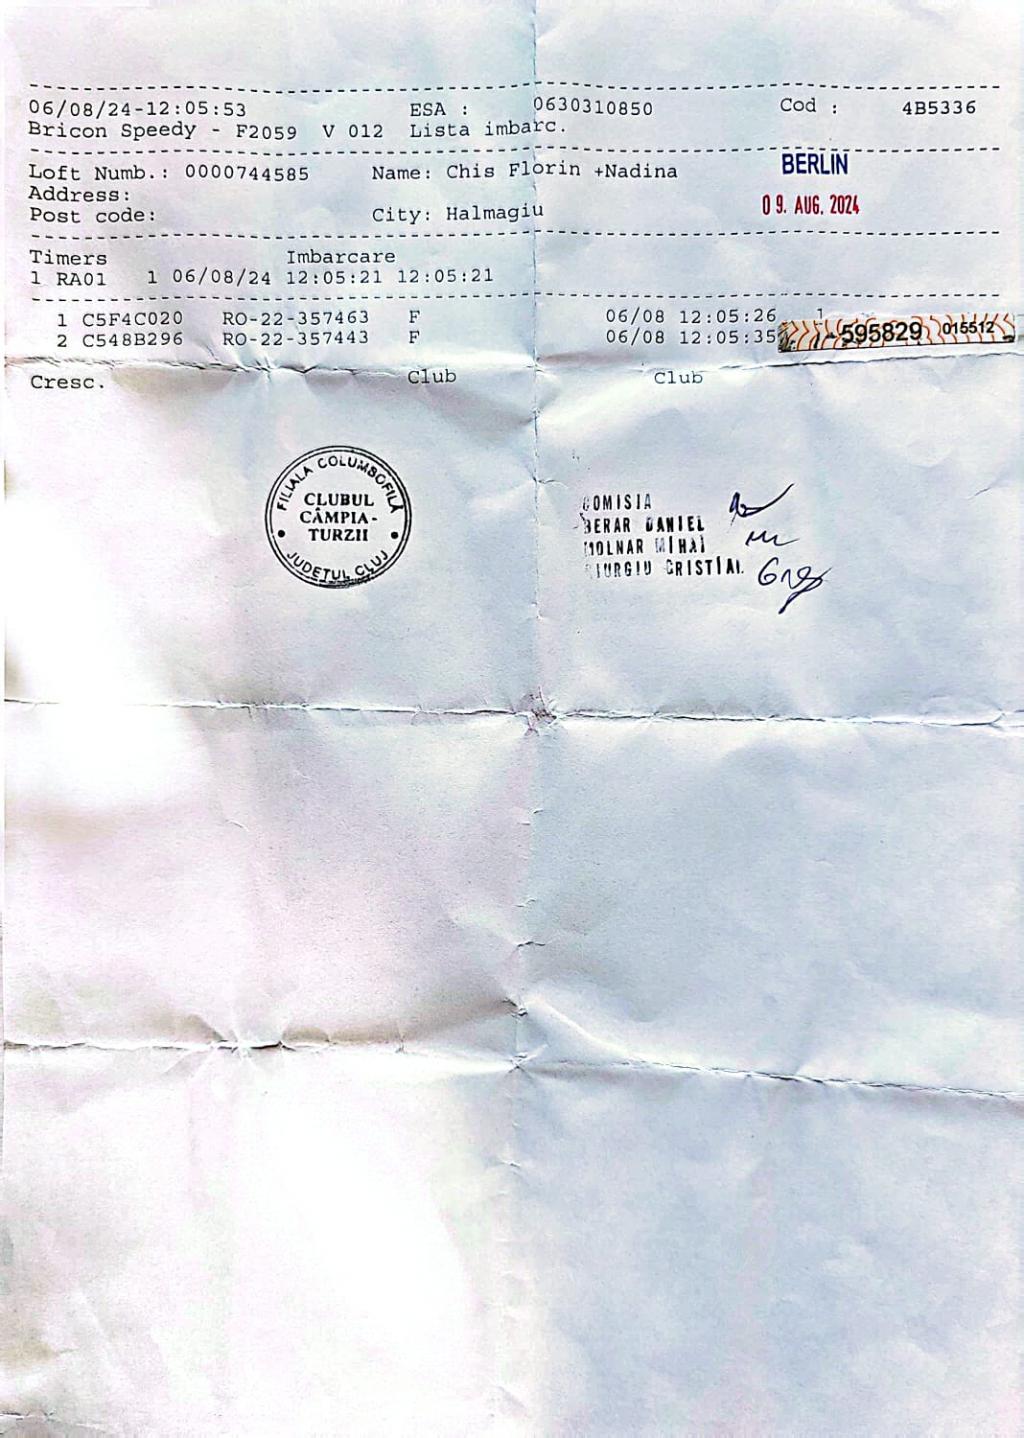 06/08/24-12:05:53 ESA : 0630310850 Cod : 4B5336
Bricon Speedy - F2059 V 012 Lista imbarc.
Loft Numb.: 0000744585 Name: Chis Florin +Nadina BERLIN
Address:
Post code: City: Halmagiu 09. AUG. 2024
Timers Imbarcare
1 RA01 1 06/08/24 12:05:21 12:05:21
1 C5F4C020 RO-22-357463 F 06/08 12:05:26 1
2 C548B296 RO-22-357443 F 06/08 12:05:35 595829 015512
Cresc. Club Club
FILIALA COLUMBOFILĂ
CLUBUL
CÂMPIA-
TURZII
JUDEȚUL CLUJ
COMISIA
BERAR DANIEL
MOLNAR MIHAI
GIURGIU CRISTIAN